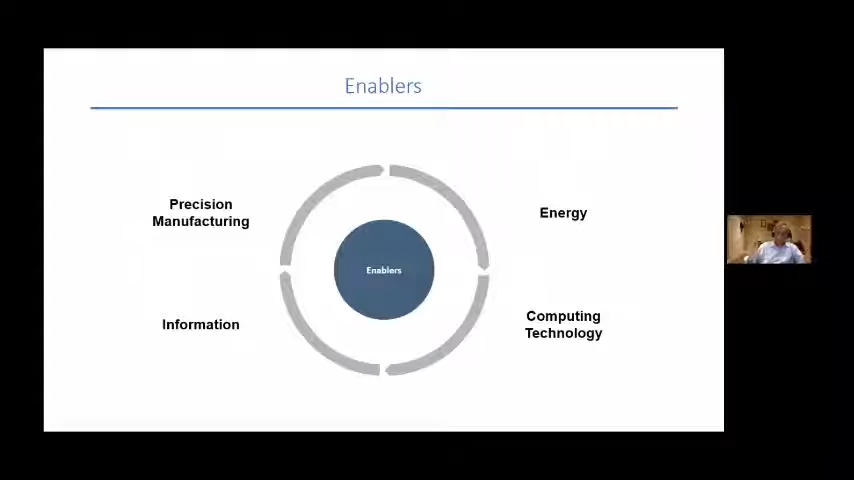 Enablers
Precision
Manufacturing
Energy
Enablers
Information
Computing
Technology